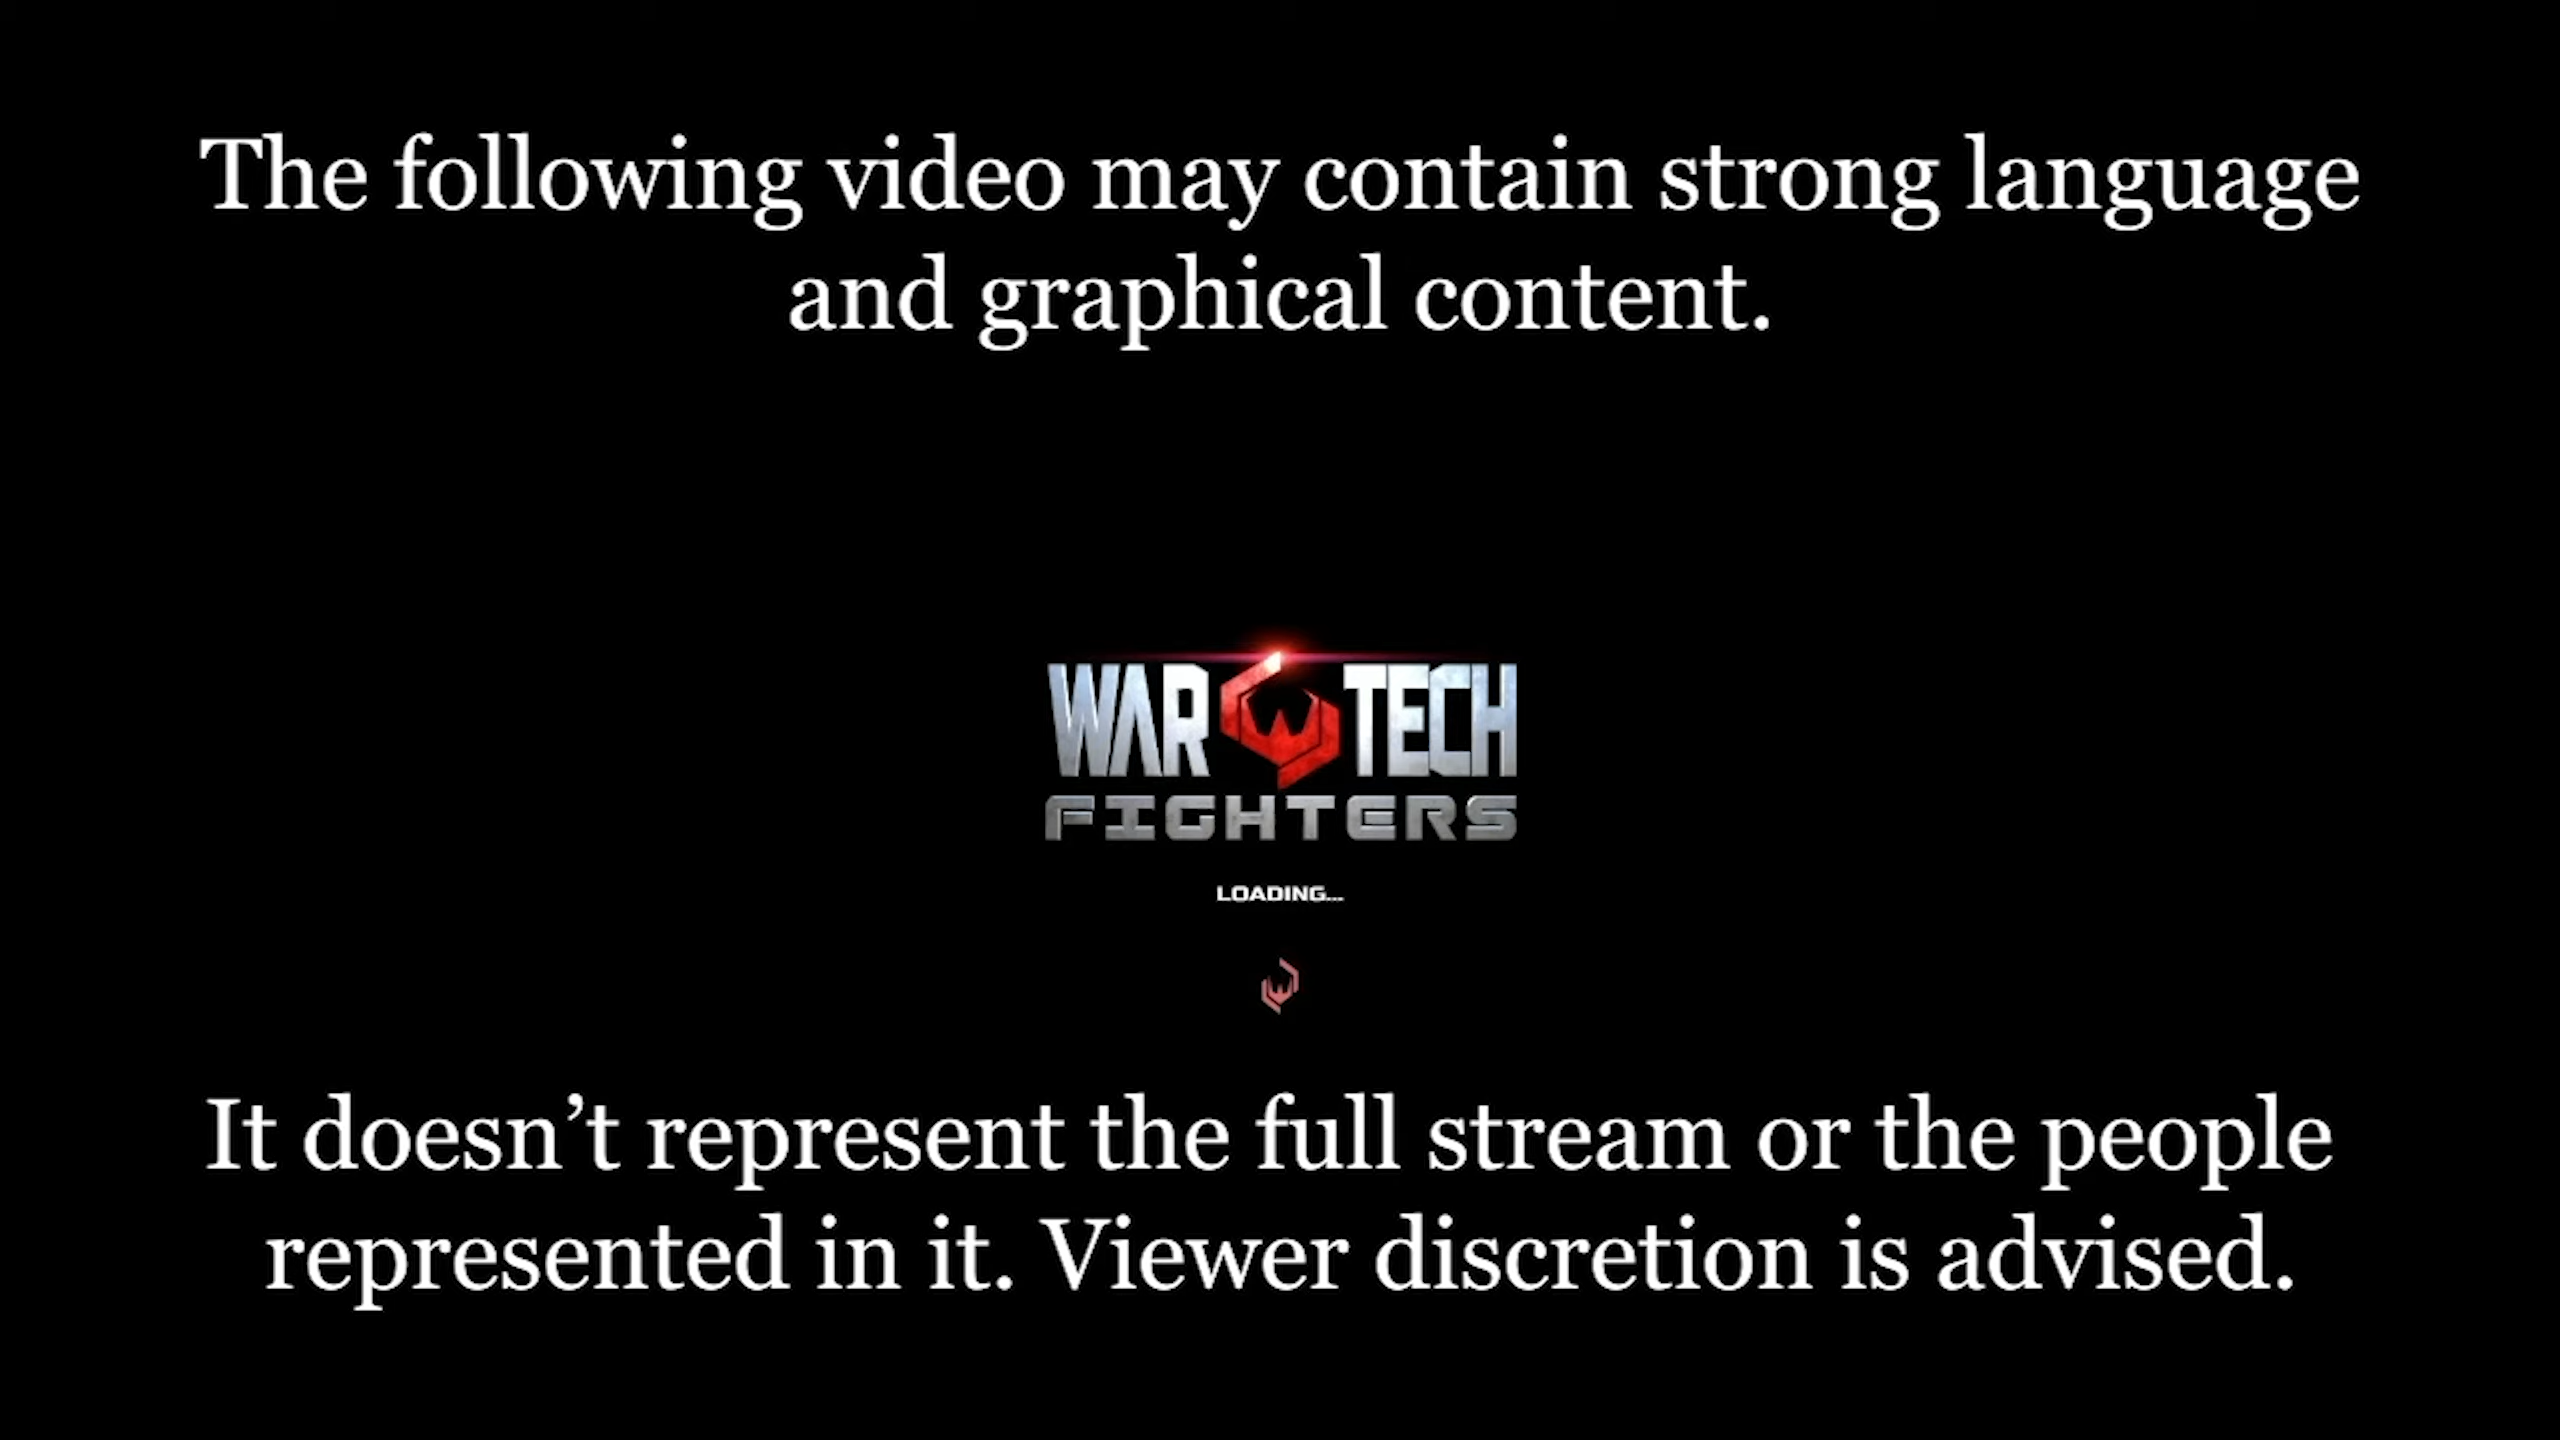 The following video may contain strong language
and graphical content.
WAR TECH
FIGHTERS
LOADING...
It doesn’t represent the full stream or the people
represented in it. Viewer discretion is advised.